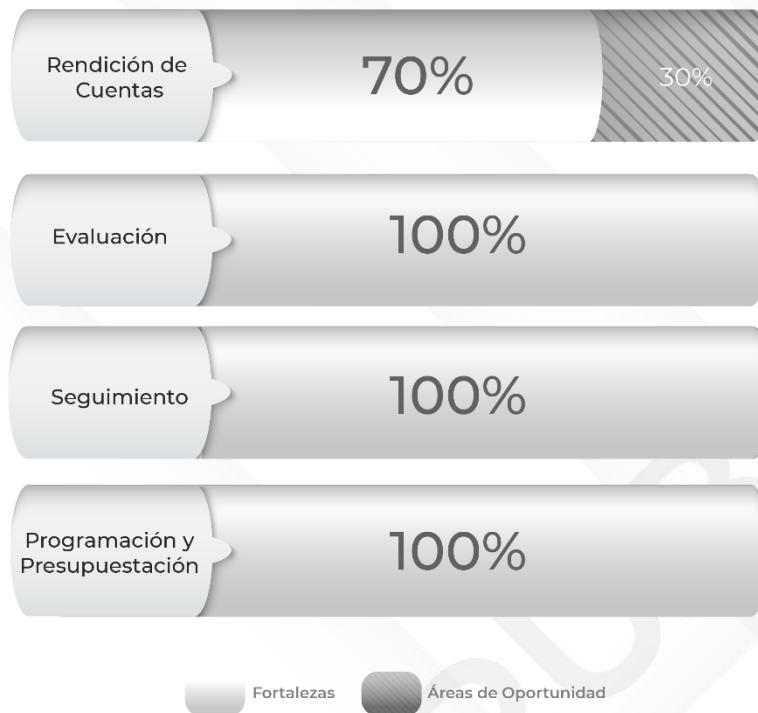 Rendición de
Cuentas
70%
30%
Evaluación
100%
Seguimiento
100%
Programación y
Presupuestación
100%
Fortalezas
Áreas de Oportunidad